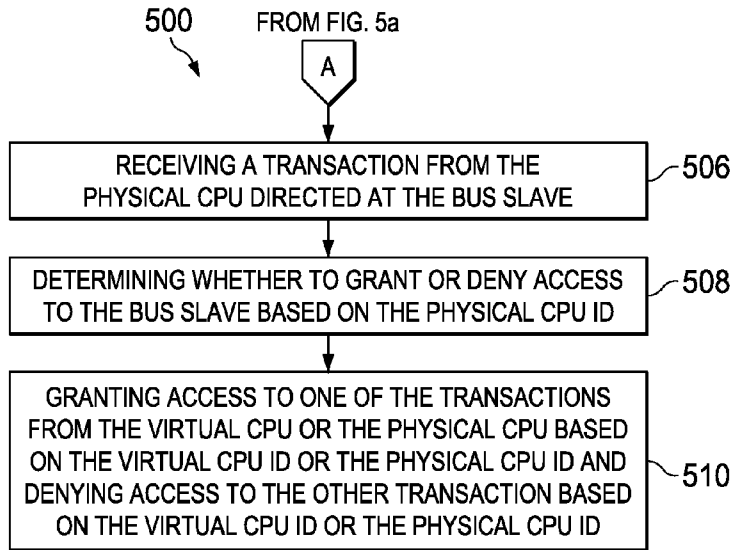 500
FROM FIG. 5a
A
RECEIVING A TRANSACTION FROM THE
PHYSICAL CPU DIRECTED AT THE BUS SLAVE
506
DETERMINING WHETHER TO GRANT OR DENY ACCESS
TO THE BUS SLAVE BASED ON THE PHYSICAL CPU ID
508
GRANTING ACCESS TO ONE OF THE TRANSACTIONS
FROM THE VIRTUAL CPU OR THE PHYSICAL CPU BASED
ON THE VIRTUAL CPU ID OR THE PHYSICAL CPU ID AND
DENYING ACCESS TO THE OTHER TRANSACTION BASED
ON THE VIRTUAL CPU ID OR THE PHYSICAL CPU ID
510